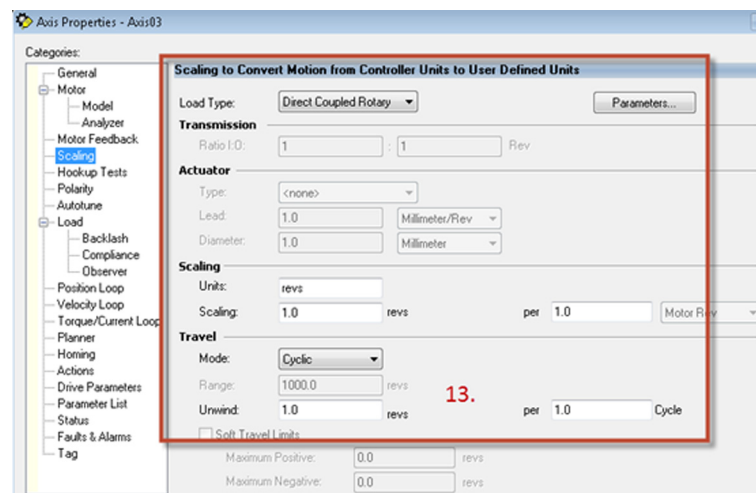 Axis Properties - Axis03
Categories:
General
Motor
Model
Analyzer
Motor Feedback
Scaling
Hookup Tests
Polarity
Autotune
Load
Backlash
Compliance
Observer
Position Loop
Velocity Loop
Torque/Current Loop
Planner
Homing
Actions
Drive Parameters
Parameter List
Status
Faults & Alarms
Tag
Scaling to Convert Motion from Controller Units to User Defined Units
Load Type: Direct Coupled Rotary Parameters...
Transmission
Ratio I:O: 1 : 1 Rev
Actuator
Type: <none>
Lead: 1.0 Millimeter/Rev
Diameter: 1.0 Millimeter
Scaling
Units: revs
Scaling: 1.0 revs per 1.0 Motor Rev
Travel
Mode: Cyclic
Range: 1000.0 revs
13.
Unwind: 1.0 revs per 1.0 Cycle
Soft Travel Limits
Maximum Positive: 0.0 revs
Maximum Negative: 0.0 revs